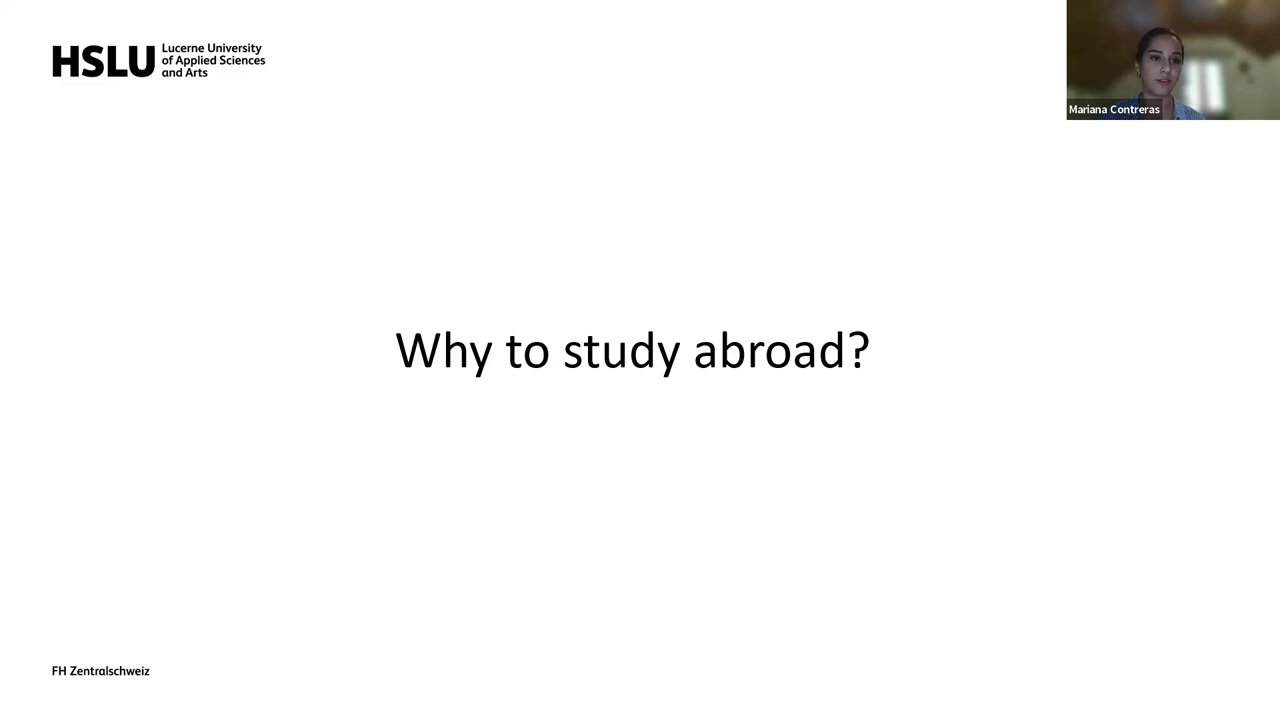 HSLU Lucerne University
of Applied Sciences
and Arts
Mariana Contreras
Why to study abroad?
FH Zentralschweiz